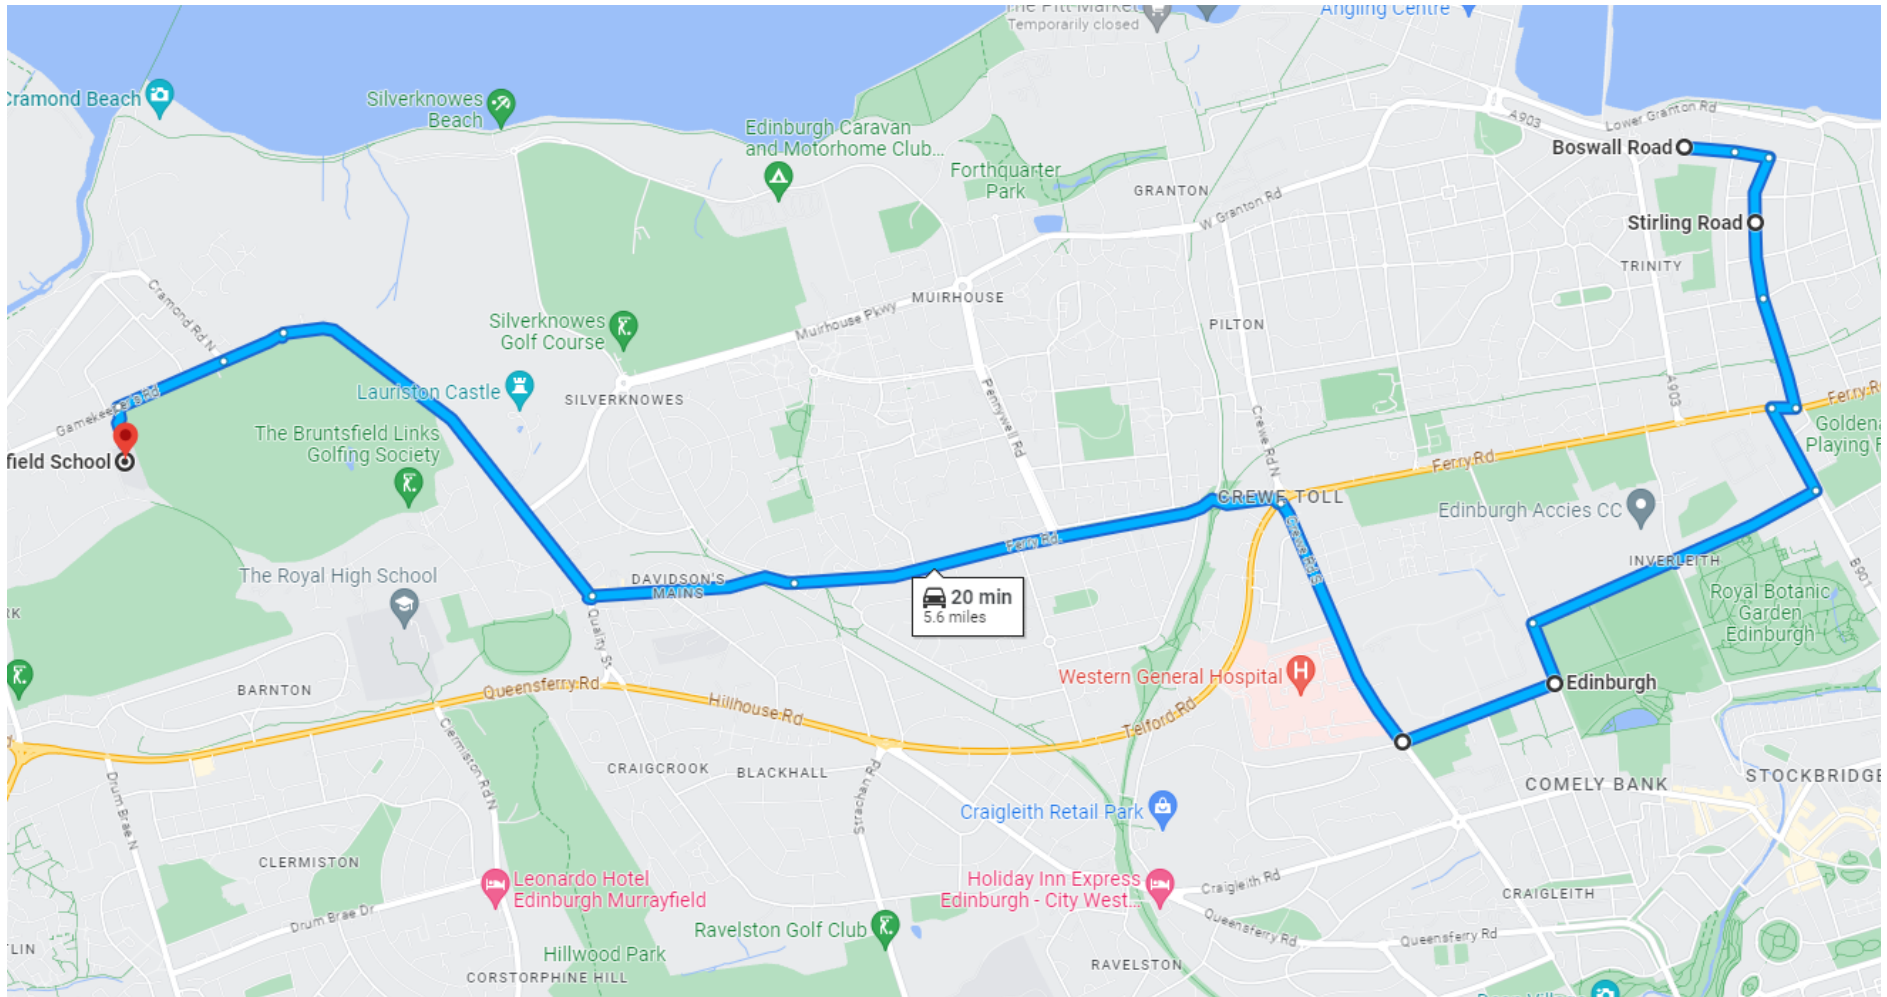 The Pitt Market
Temporarily closed
Angling Centre
Cramond Beach
Silverknowes
Beach
Edinburgh Caravan
and Motorhome Club...
Forthquarter
Park
GRANTON
W Granton Rd
A903
Lower Granton Rd
Boswall Road
Stirling Road
TRINITY
Cramond Rd N
MUIRHOUSE
Muirhouse Pkwy
Silverknowes
Golf Course
PILTON
Lauriston Castle
SILVERKNOWES
Pennywell Rd
Crewe Rd N
A903
Ferry Rd
Gamekeeper's Rd
The Bruntsfield Links
Golfing Society
field School
Ferry Rd
Goldena
Playing F
CREWE TOLL
Edinburgh Accies CC
Crewe Rd S
Ferry Rd
INVERLEITH
B901
The Royal High School
DAVIDSON'S
MAINS
20 min
5.6 miles
Royal Botanic
Garden
Edinburgh
RK
Quality St
Western General Hospital
Edinburgh
BARNTON
Queensferry Rd
Hillhouse Rd
Telford Rd
Clermiston Rd N
CRAIGCROOK
BLACKHALL
COMELY BANK
STOCKBRIDGE
Drum Brae N
Strachan Rd
Craigleith Retail Park
CLERMISTON
Leonardo Hotel
Edinburgh Murrayfield
Holiday Inn Express
Edinburgh - City West...
Craigleith Rd
CRAIGLEITH
Drum Brae Dr
Ravelston Golf Club
Queensferry Rd
Queensferry Rd
TLIN
Hillwood Park
CORSTORPHINE HILL
RAVELSTON